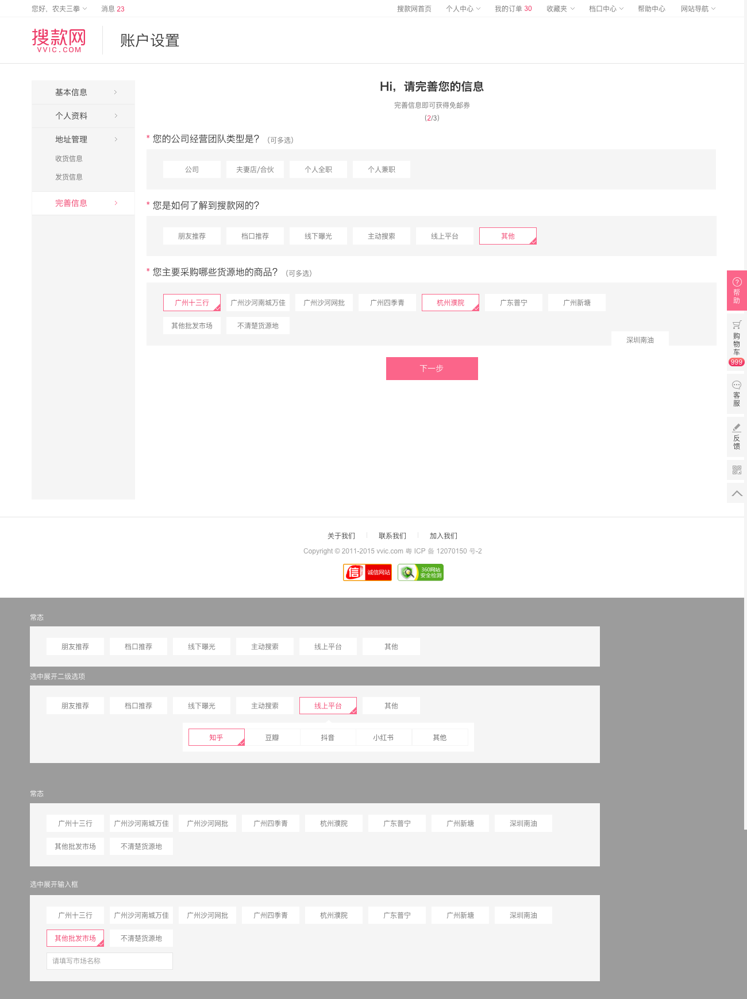 您好，农夫三拳
消息 23
搜款网首页
个人中心
我的订单 30
收藏夹
档口中心
帮助中心
网站导航
搜款网
VVIC.COM
账户设置
基本信息
个人资料
地址管理
收货信息
发货信息
完善信息
Hi，请完善您的信息
完善信息即可获得免邮券
(2/3)
* 您的公司经营团队类型是？（可多选）
公司
夫妻店/合伙
个人全职
个人兼职
* 您是如何了解到搜款网的？
朋友推荐
档口推荐
线下曝光
主动搜索
线上平台
其他
* 您主要采购哪些货源地的商品？（可多选）
广州十三行
广州沙河南城万佳
广州沙河网批
广州四季青
杭州濮院
广东普宁
广州新塘
其他批发市场
不清楚货源地
深圳南油
下一步
帮助
购物车
999
客服
反馈
关于我们
联系我们
加入我们
Copyright © 2011-2015 vvic.com 粤 ICP 备 12070150 号-2
信 诚信网站
360网站
安全检测
常态
朋友推荐
档口推荐
线下曝光
主动搜索
线上平台
其他
选中展开二级选项
朋友推荐
档口推荐
线下曝光
主动搜索
线上平台
其他
知乎
豆瓣
抖音
小红书
其他
常态
广州十三行
广州沙河南城万佳
广州沙河网批
广州四季青
杭州濮院
广东普宁
广州新塘
深圳南油
其他批发市场
不清楚货源地
选中展开输入框
广州十三行
广州沙河南城万佳
广州沙河网批
广州四季青
杭州濮院
广东普宁
广州新塘
深圳南油
其他批发市场
不清楚货源地
请填写市场名称